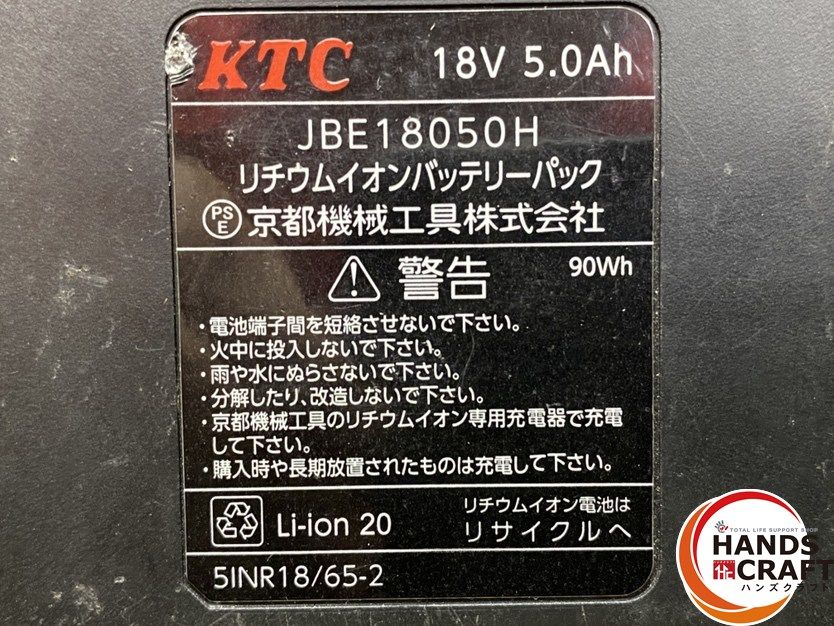 KTC 18V 5.0Ah
JBE18050H
リチウムイオンバッテリーパック
PS
E 京都機械工具株式会社
警告 90Wh
・電池端子間を短絡させないで下さい。
・火中に投入しないで下さい。
・雨や水にぬらさないで下さい。
・分解したり、改造しないで下さい。
・京都機械工具のリチウムイオン専用充電器で充電
して下さい。
・購入時や長期放置されたものは充電して下さい。
Li-ion 20
リチウムイオン電池は
リサイクルへ
5INR18/65-2
TOTAL LIFE SUPPORT SHOP
HANDS
CRAFT
ハンズクラフト